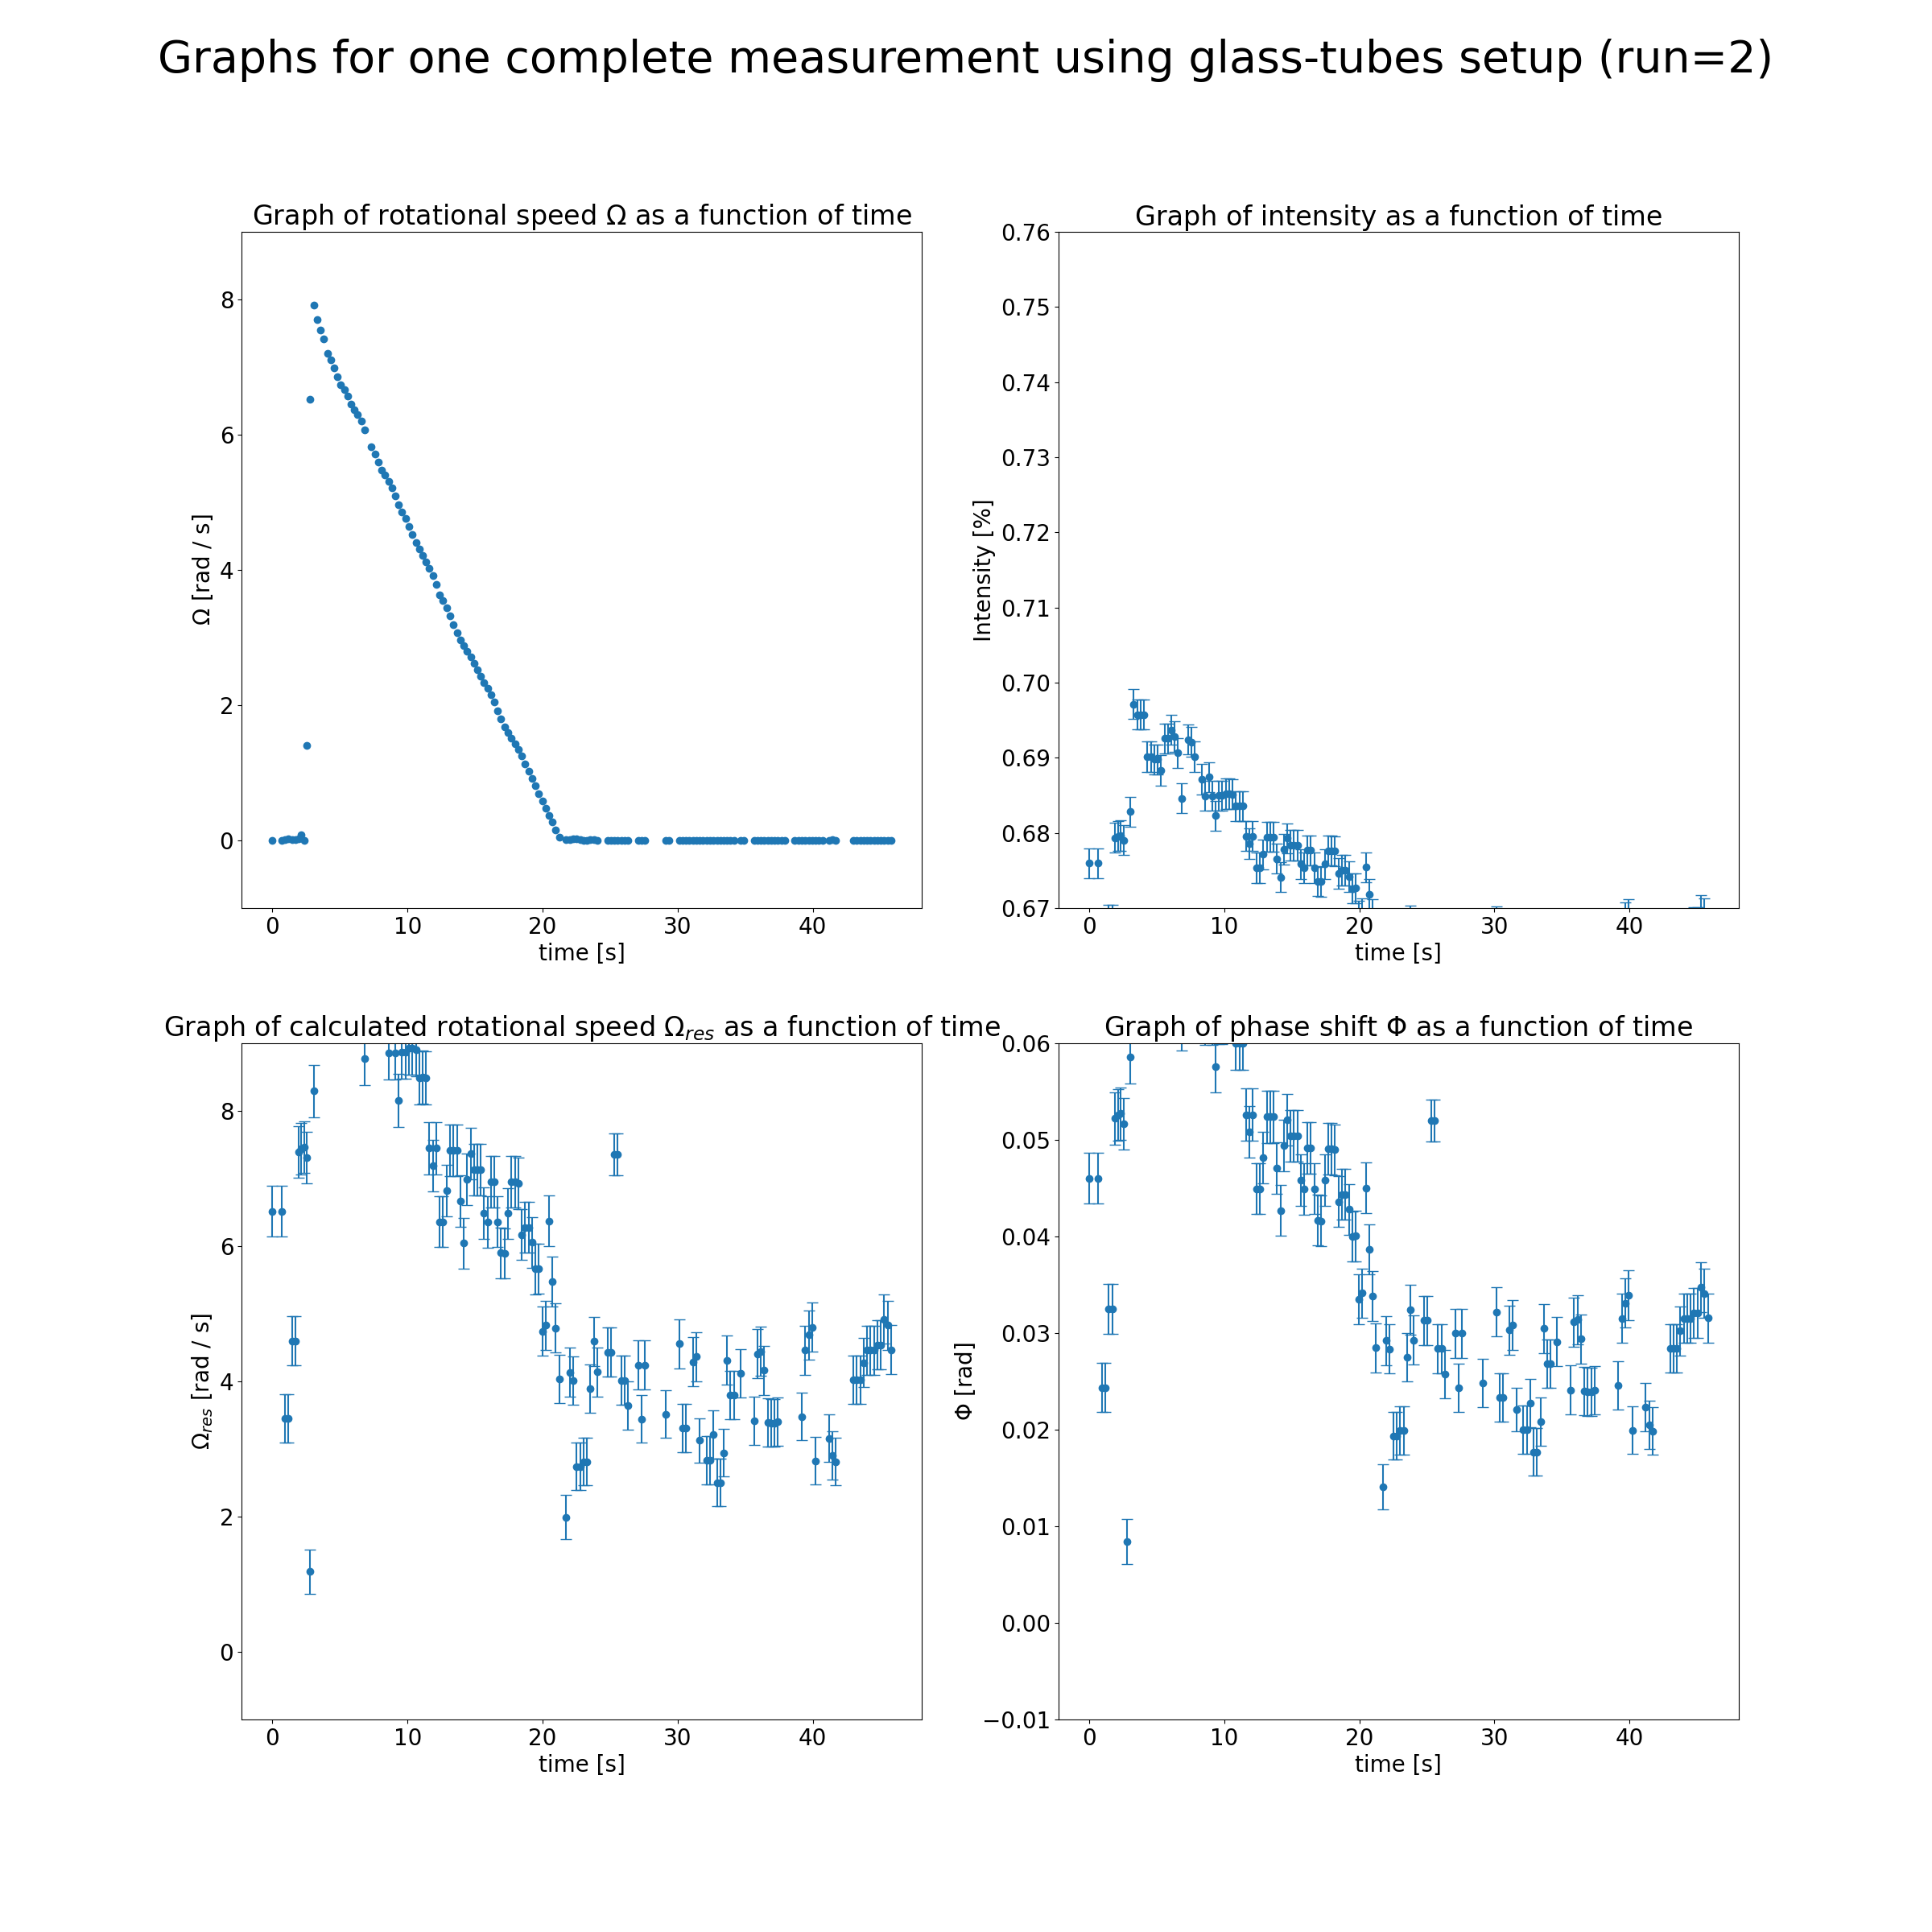 Graphs for one complete measurement using glass-tubes setup (run=2)
Graph of rotational speed Ω as a function of time
8
6
4
2
0
Ω [rad / s]
0 10 20 30 40
time [s]
Graph of intensity as a function of time
0.76
0.75
0.74
0.73
0.72
0.71
0.70
0.69
0.68
0.67
Intensity [%]
0 10 20 30 40
time [s]
Graph of calculated rotational speed Ωres as a function of time
8
6
4
2
0
Ωres [rad / s]
0 10 20 30 40
time [s]
Graph of phase shift Φ as a function of time
0.06
0.05
0.04
0.03
0.02
0.01
0.00
−0.01
Φ [rad]
0 10 20 30 40
time [s]